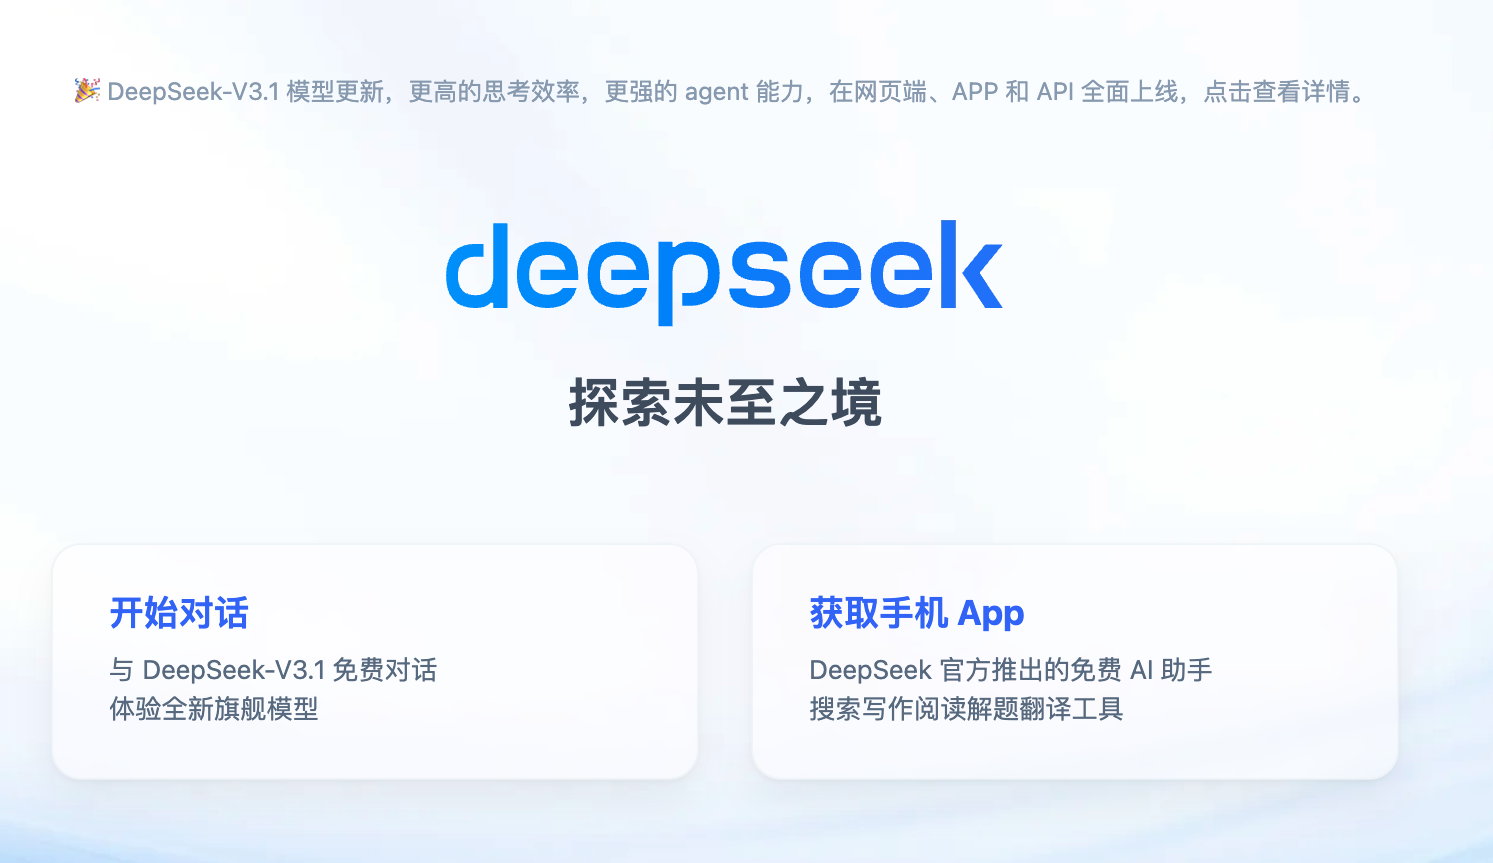 🎉 DeepSeek-V3.1 模型更新，更高的思考效率，更强的 agent 能力，在网页端、APP 和 API 全面上线，点击查看详情。
deepseek
探索未至之境
开始对话
与 DeepSeek-V3.1 免费对话
体验全新旗舰模型
获取手机 App
DeepSeek 官方推出的免费 AI 助手
搜索写作阅读解题翻译工具